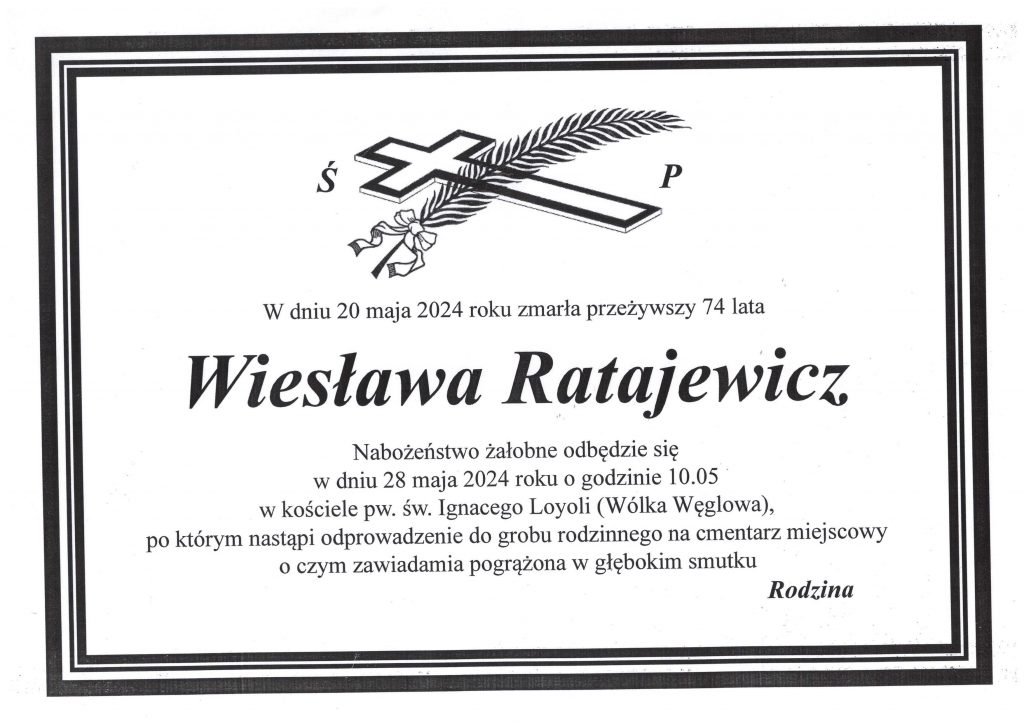 Ś P
W dniu 20 maja 2024 roku zmarła przeżywszy 74 lata
Wiesława Ratajewicz
Nabożeństwo żałobne odbędzie się
w dniu 28 maja 2024 roku o godzinie 10.05
w kościele pw. św. Ignacego Loyoli (Wólka Węglowa),
po którym nastąpi odprowadzenie do grobu rodzinnego na cmentarz miejscowy
o czym zawiadamia pogrążona w głębokim smutku
Rodzina